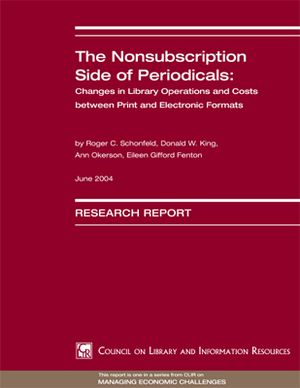 The Nonsubscription
Side of Periodicals:
Changes in Library Operations and Costs
between Print and Electronic Formats
by Roger C. Schonfeld, Donald W. King,
Ann Okerson, Eileen Gifford Fenton
June 2004
RESEARCH REPORT
CLIR
COUNCIL ON LIBRARY AND INFORMATION RESOURCES
This report is one in a series from CLIR on
MANAGING ECONOMIC CHALLENGES